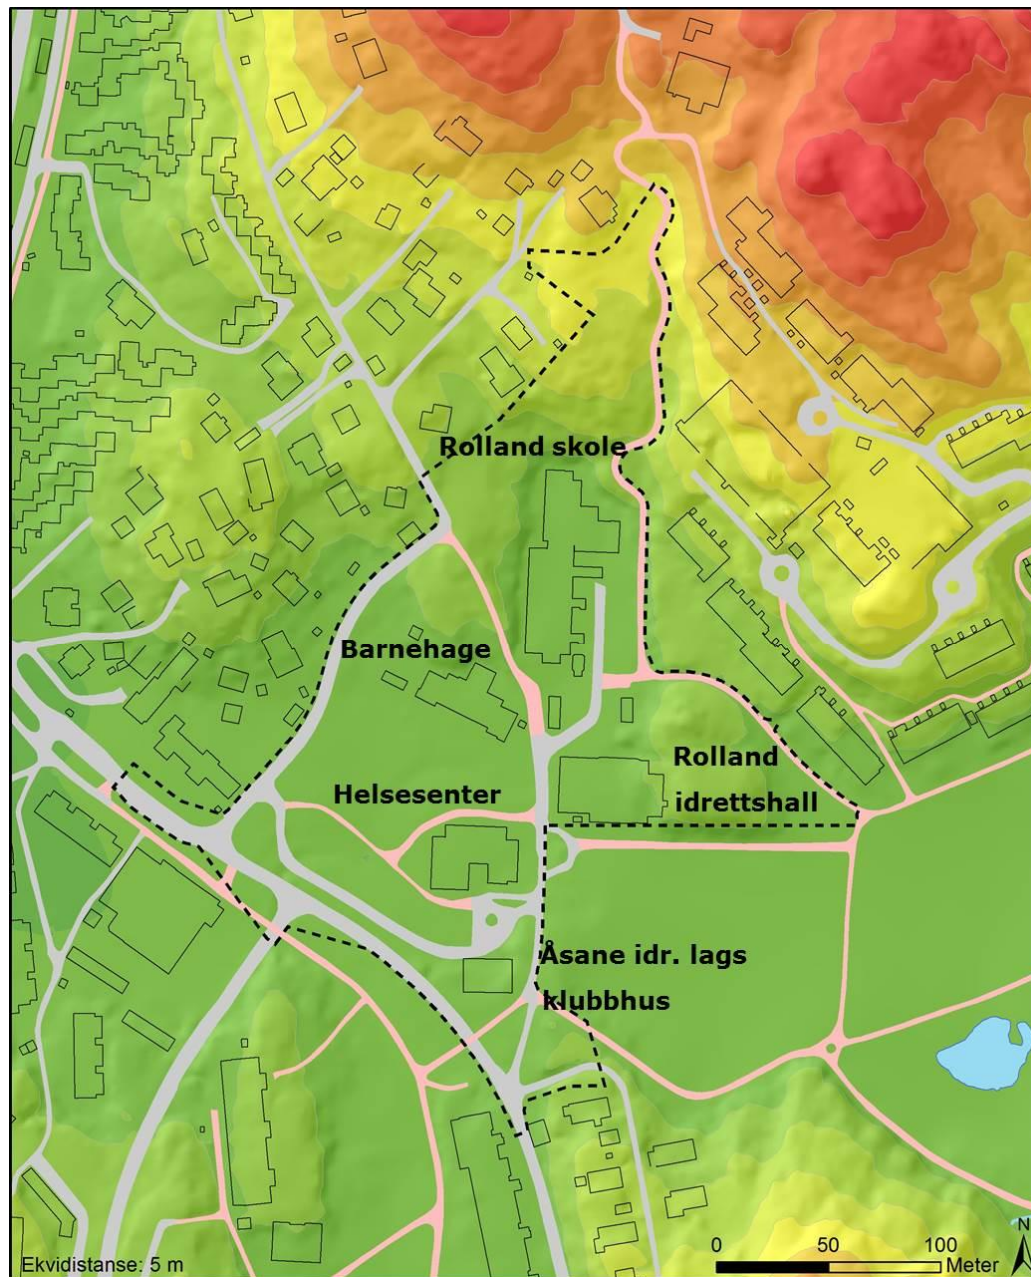 Rolland skole
Barnehage
Rolland
idrettshall
Helsesenter
Åsane idr. lags
klubbhus
N
0 50 100
Meter
Ekvidistanse: 5 m